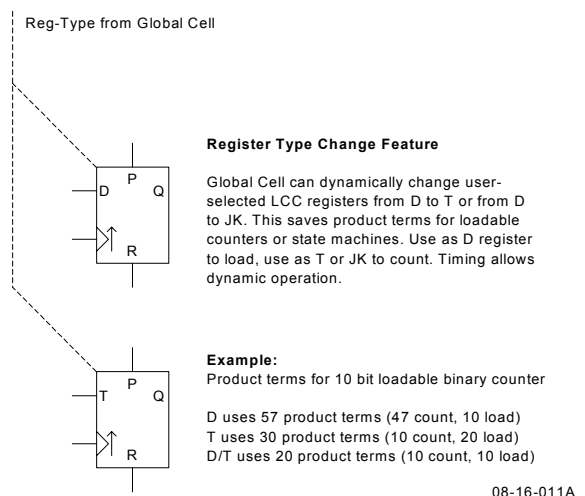 Reg-Type from Global Cell
P
D
Q
R
Register Type Change Feature
Global Cell can dynamically change user-
selected LCC registers from D to T or from D
to JK. This saves product terms for loadable
counters or state machines. Use as D register
to load, use as T or JK to count. Timing allows
dynamic operation.
P
T
Q
R
Example:
Product terms for 10 bit loadable binary counter
D uses 57 product terms (47 count, 10 load)
T uses 30 product terms (10 count, 20 load)
D/T uses 20 product terms (10 count, 10 load)
08-16-011A